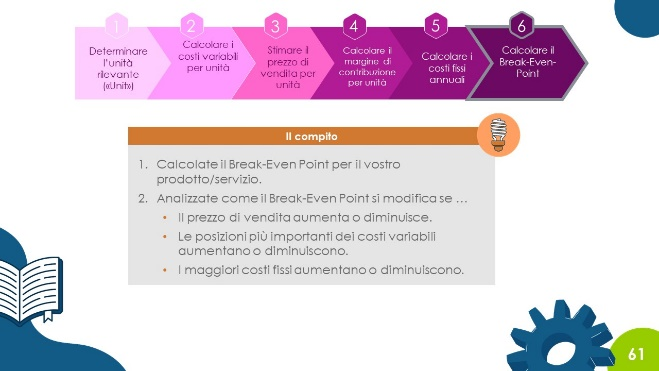 1
Determinare
l'unità
rilevante
(«Unit»)
2
Calcolare i
costi variabili
per unità
3
Stimare il
prezzo di
vendita per
unità
4
Calcolare il
margine di
contribuzione
per unità
5
Calcolare i
costi fissi
annuali
6
Calcolare il
Break-Even-
Point
Il compito
1. Calcolate il Break-Even Point per il vostro
prodotto/servizio.
2. Analizzate come il Break-Even Point si modifica se ...
• Il prezzo di vendita aumenta o diminuisce.
• Le posizioni più importanti dei costi variabili
aumentano o diminuiscono.
• I maggiori costi fissi aumentano o diminuiscono.
61